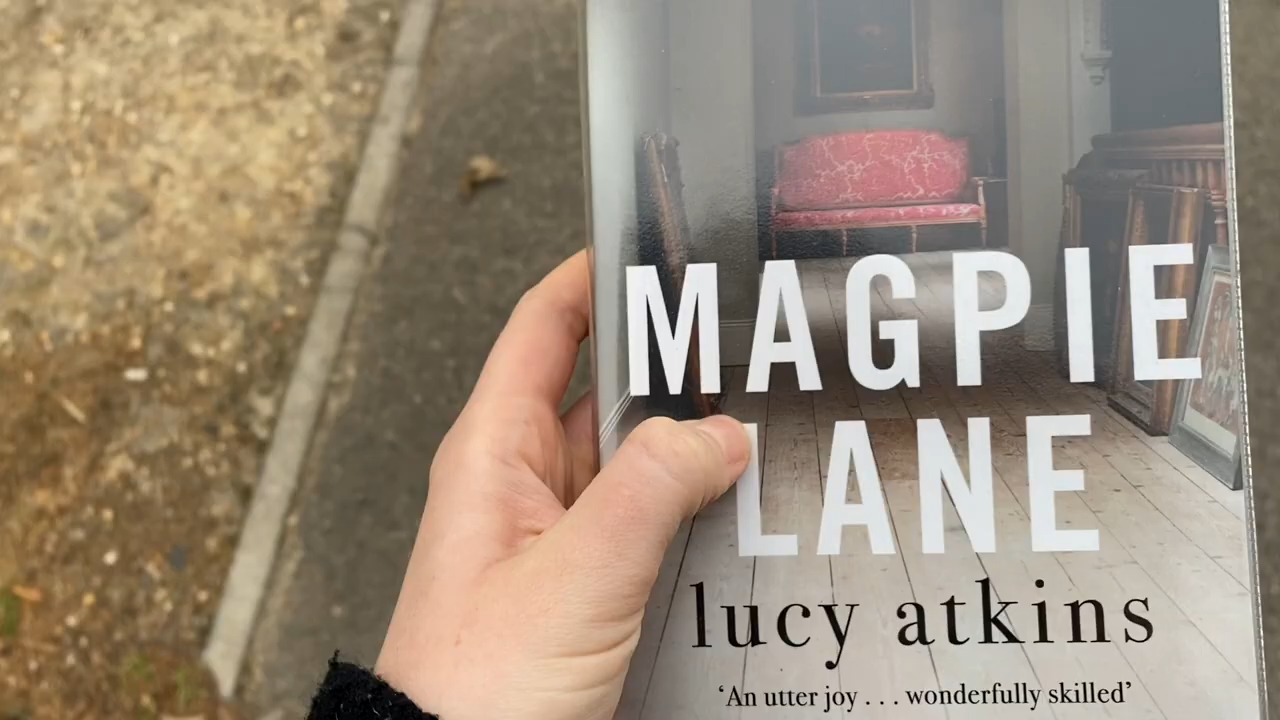 MAGPIE
LANE
lucy atkins
‘An utter joy . . . wonderfully skilled’